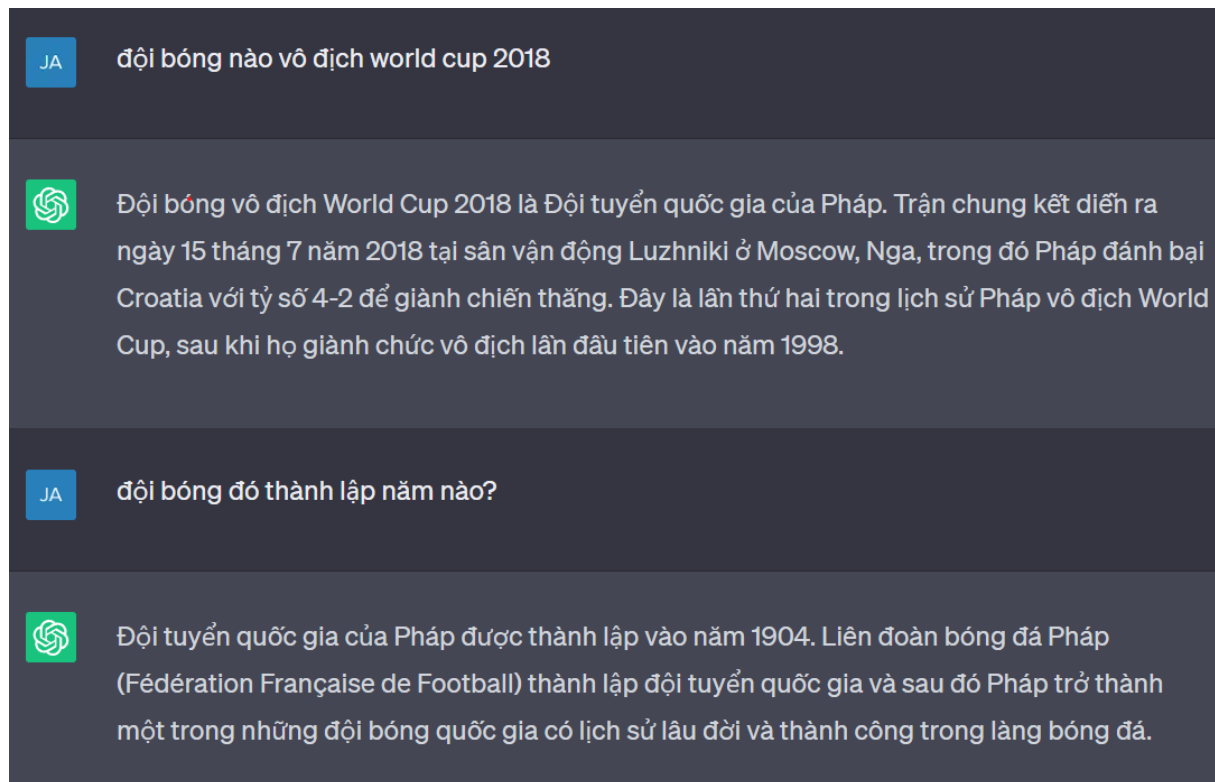 JA
đội bóng nào vô địch world cup 2018
Đội bóng vô địch World Cup 2018 là Đội tuyển quốc gia của Pháp. Trận chung kết diễn ra
ngày 15 tháng 7 năm 2018 tại sân vận động Luzhniki ở Moscow, Nga, trong đó Pháp đánh bại
Croatia với tỷ số 4-2 để giành chiến thắng. Đây là lần thứ hai trong lịch sử Pháp vô địch World
Cup, sau khi họ giành chức vô địch lần đầu tiên vào năm 1998.
JA
đội bóng đó thành lập năm nào?
Đội tuyển quốc gia của Pháp được thành lập vào năm 1904. Liên đoàn bóng đá Pháp
(Fédération Française de Football) thành lập đội tuyển quốc gia và sau đó Pháp trở thành
một trong những đội bóng quốc gia có lịch sử lâu đời và thành công trong làng bóng đá.